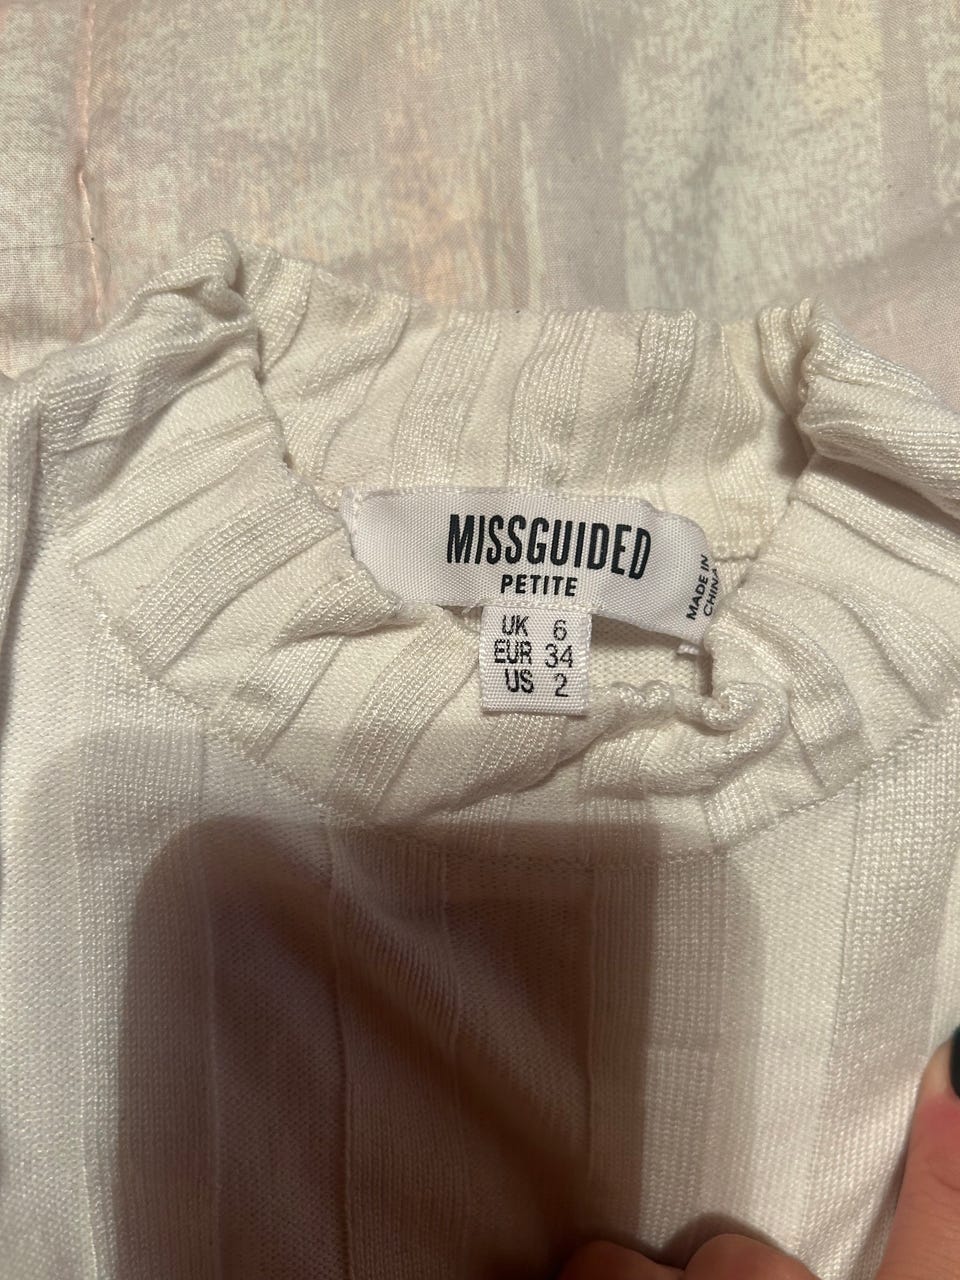 MISSGUIDED
PETITE
MADE IN
CHINA
UK 6
EUR 34
US 2